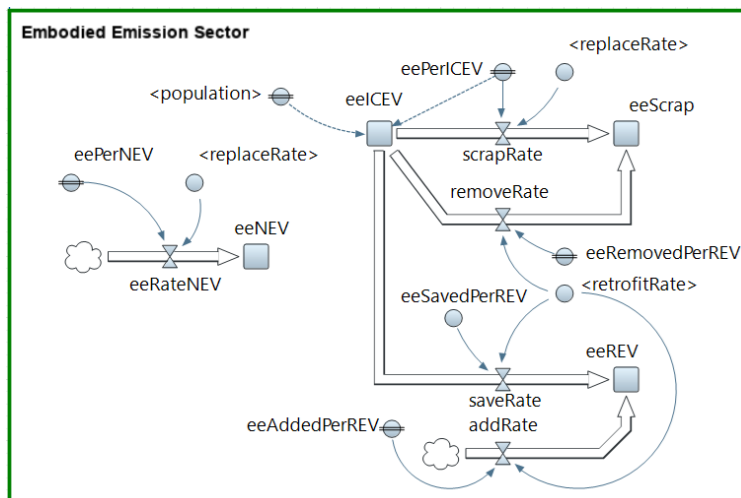 Embodied Emission Sector
<replaceRate>
eePerICEV
<population>
eeICEV
eeScrap
scrapRate
eePerNEV
<replaceRate>
removeRate
eeNEV
eeRateNEV
eeRemovedPerREV
eeSavedPerREV
<retrofitRate>
eeREV
saveRate
eeAddedPerREV
addRate